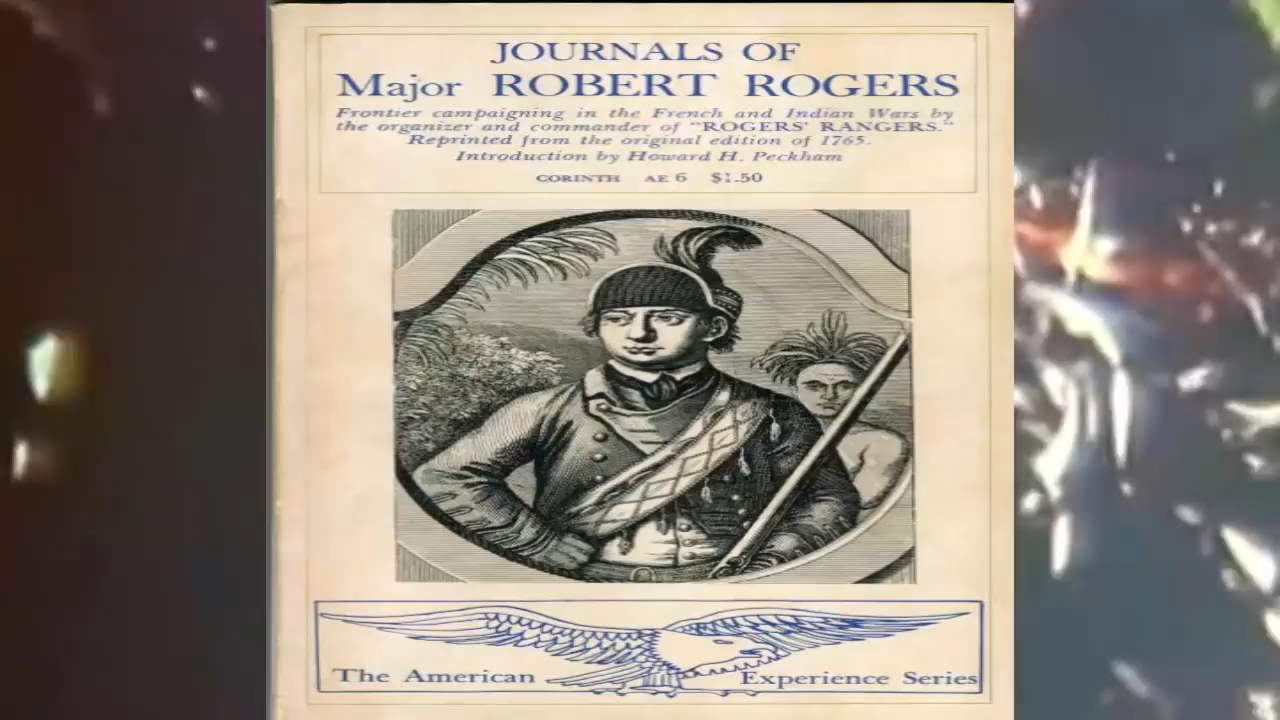 JOURNALS OF
Major ROBERT ROGERS
Frontier campaigning in the French and Indian Wars by
the organizer and commander of "ROGERS' RANGERS."
Reprinted from the original edition of 1765.
Introduction by Howard H. Peckham
CORINTH AE 6 $1.50
The American Experience Series